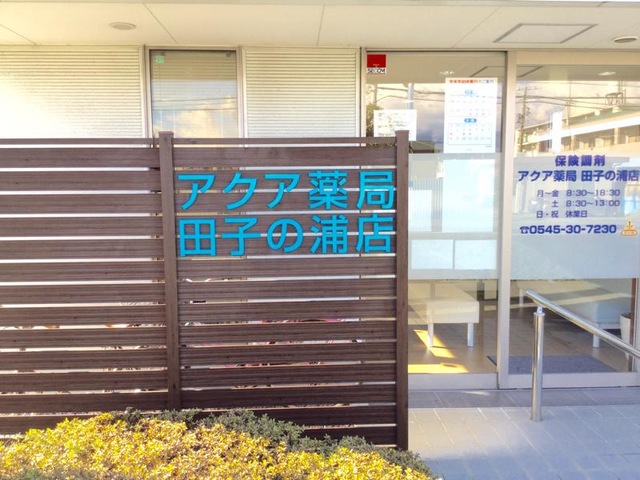 アクア薬局
田子の浦店
SECOM
保険調剤
アクア薬局 田子の浦店
月~金 8:30~18:30
土 8:30~13:00
日・祝 休業日
☎0545-30-7230